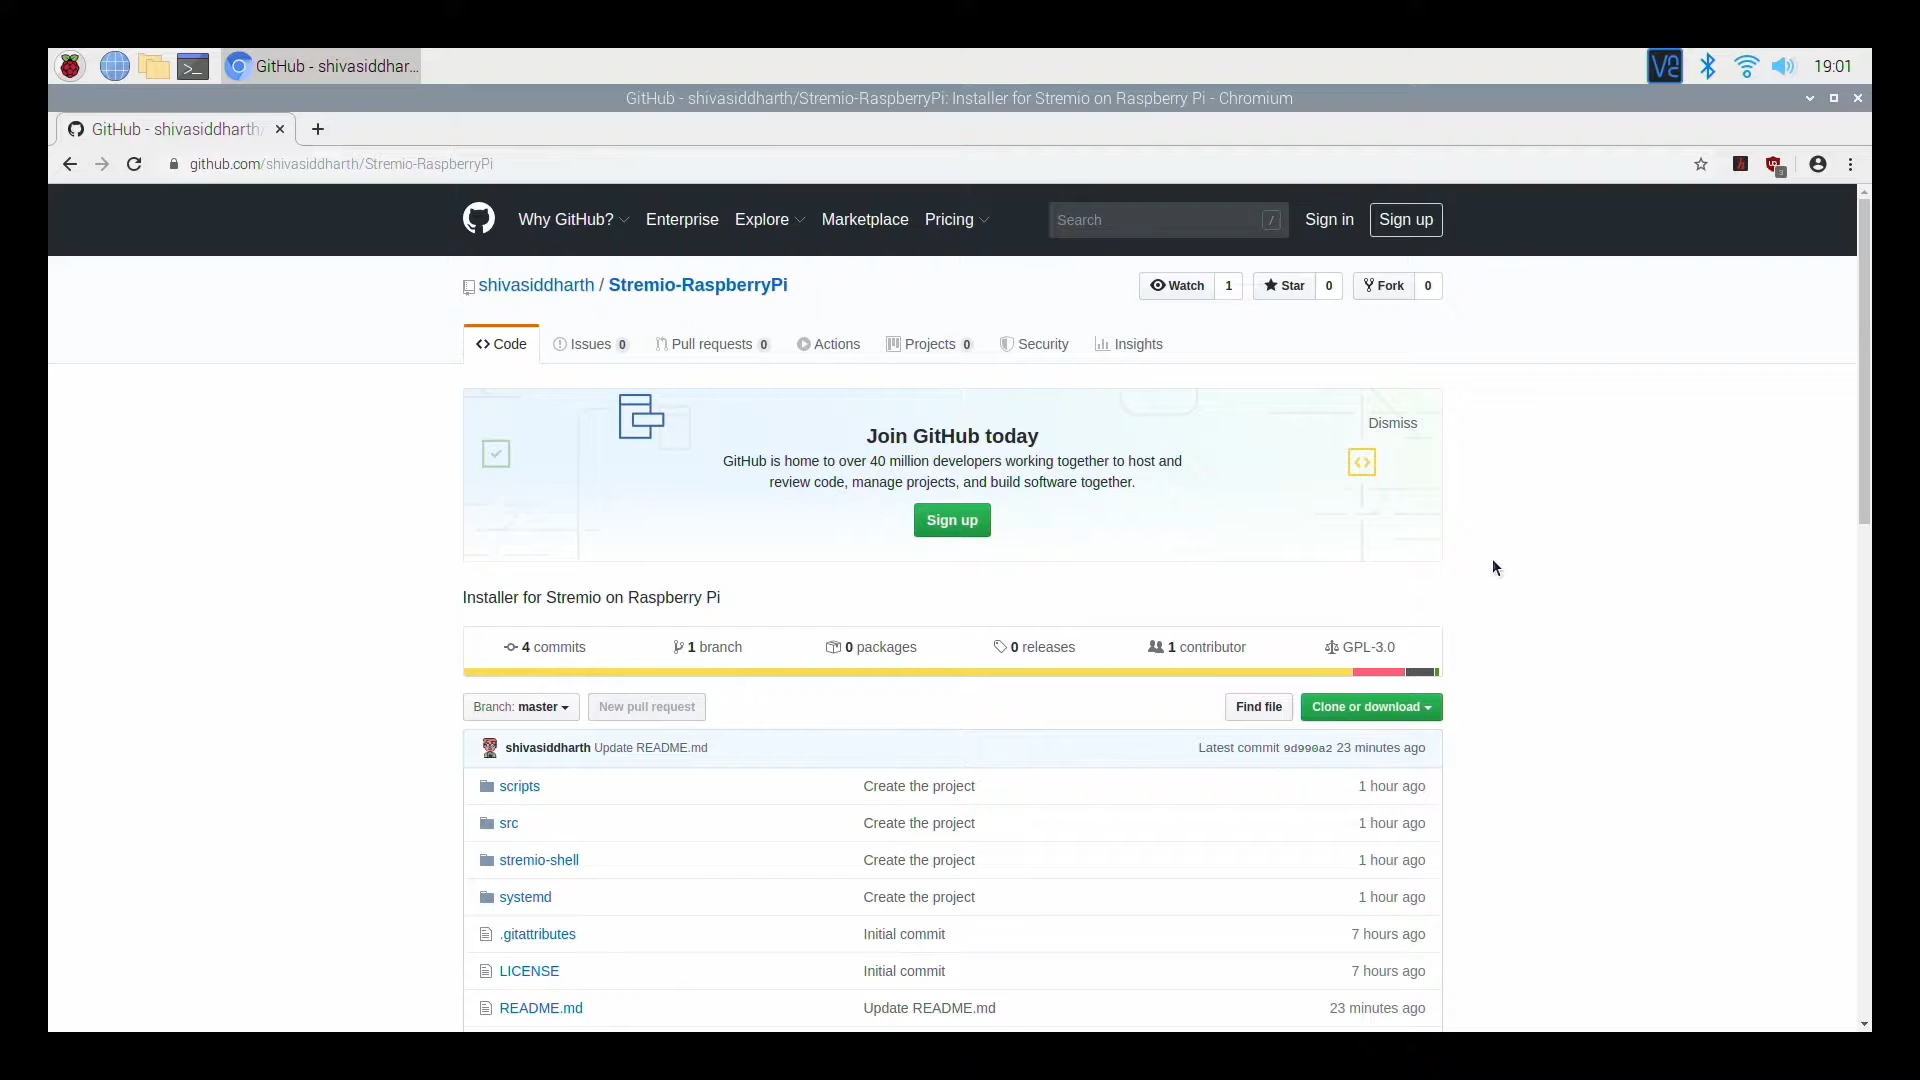 GitHub - shivasiddhar...
19:01
GitHub - shivasiddharth/Stremio-RaspberryPi: Installer for Stremio on Raspberry Pi - Chromium
GitHub - shivasiddharth/
github.com/shivasiddharth/Stremio-RaspberryPi
3
Why GitHub? Enterprise Explore Marketplace Pricing Search / Sign in Sign up
shivasiddharth / Stremio-RaspberryPi Watch 1 Star 0 Fork 0
Code Issues 0 Pull requests 0 Actions Projects 0 Security Insights
Dismiss
Join GitHub today
GitHub is home to over 40 million developers working together to host and
review code, manage projects, and build software together.
Sign up
Installer for Stremio on Raspberry Pi
4 commits 1 branch 0 packages 0 releases 1 contributor GPL-3.0
Branch: master New pull request Find file Clone or download
shivasiddharth Update README.md Latest commit 9d990a2 23 minutes ago
scripts Create the project 1 hour ago
src Create the project 1 hour ago
stremio-shell Create the project 1 hour ago
systemd Create the project 1 hour ago
.gitattributes Initial commit 7 hours ago
LICENSE Initial commit 7 hours ago
README.md Update README.md 23 minutes ago